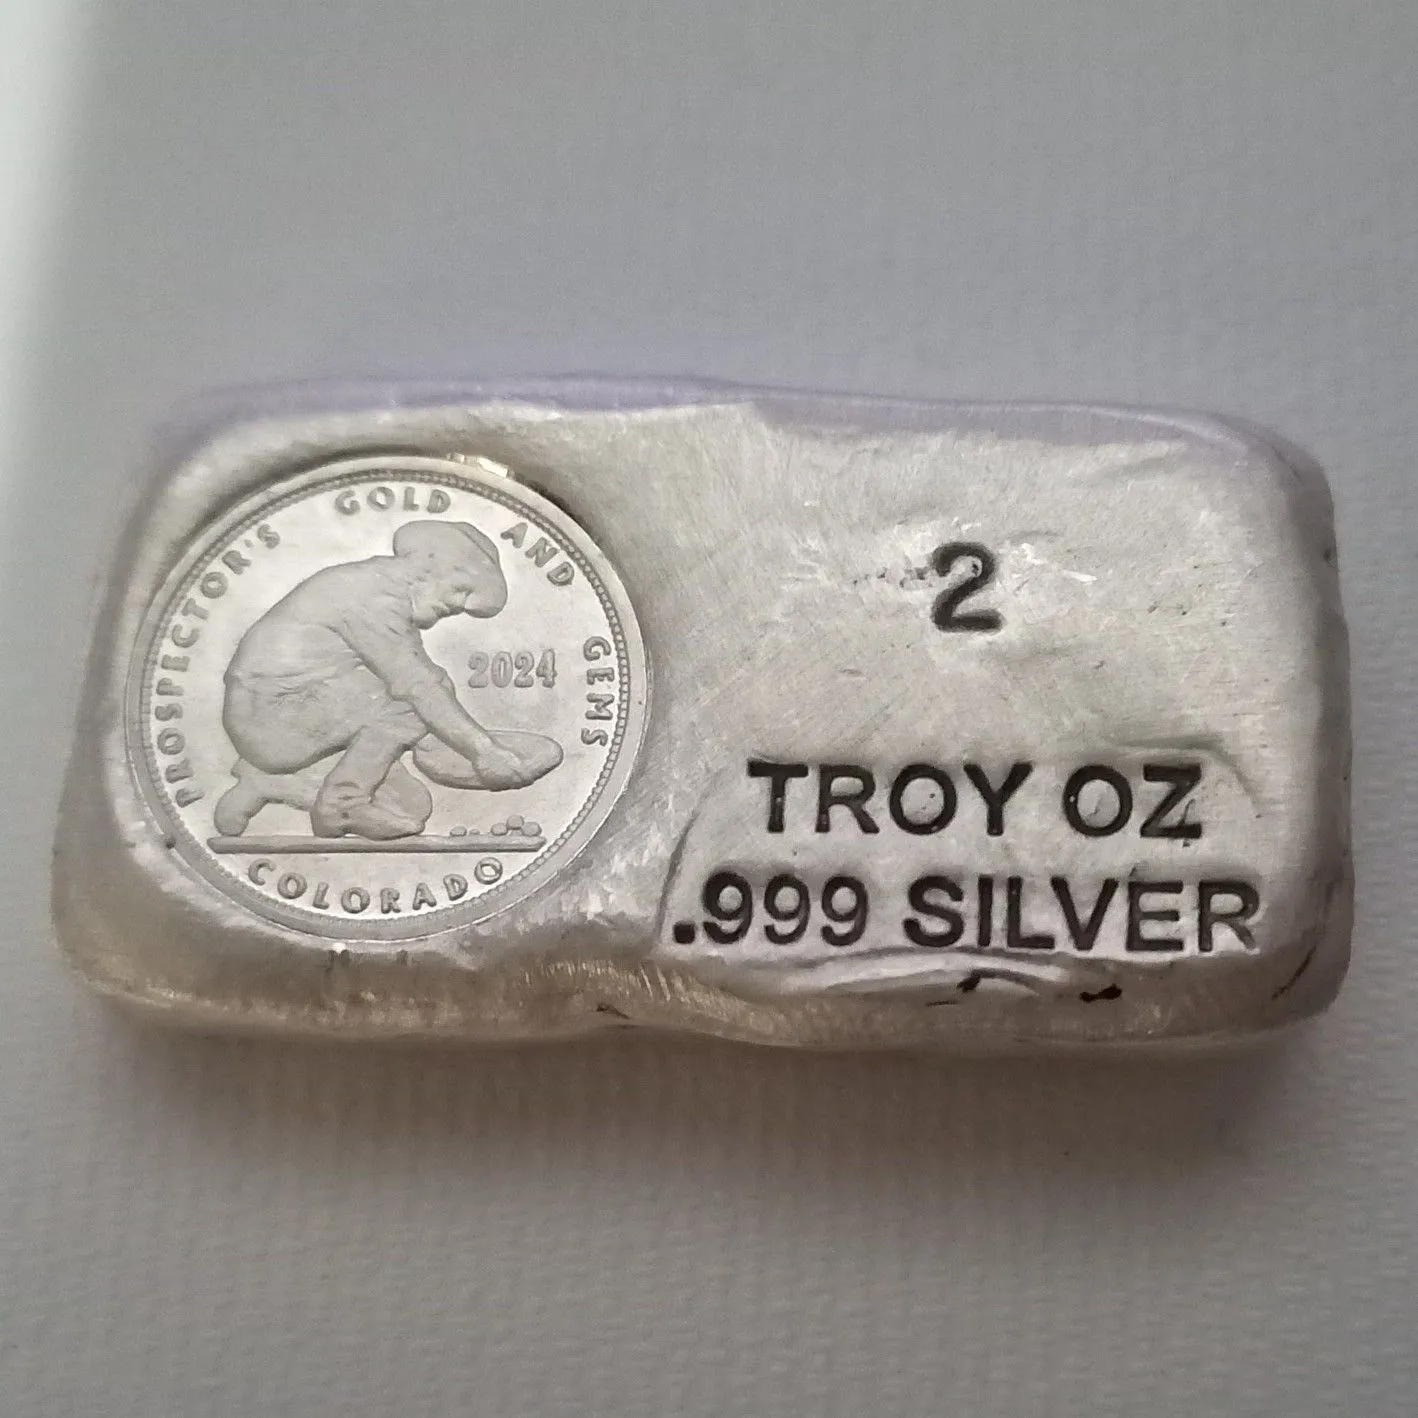 PROSPECTOR'S GOLD AND GEMS
2024
COLORADO
2
TROY OZ
.999 SILVER